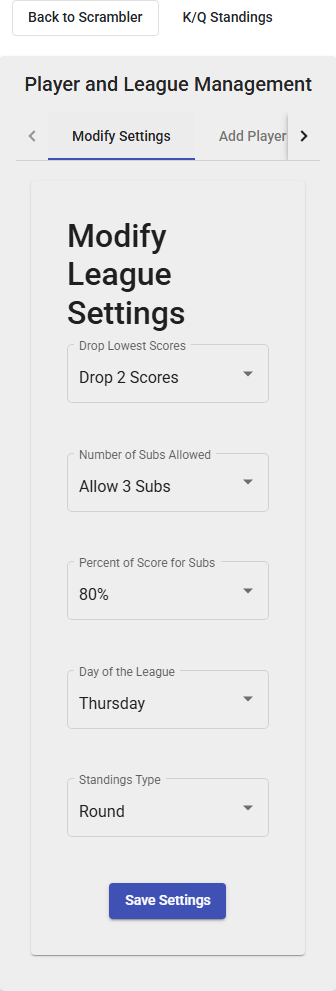 Back to Scrambler
K/Q Standings
Player and League Management
Modify Settings
Add Player
Modify
League
Settings
Drop Lowest Scores
Drop 2 Scores
Number of Subs Allowed
Allow 3 Subs
Percent of Score for Subs
80%
Day of the League
Thursday
Standings Type
Round
Save Settings